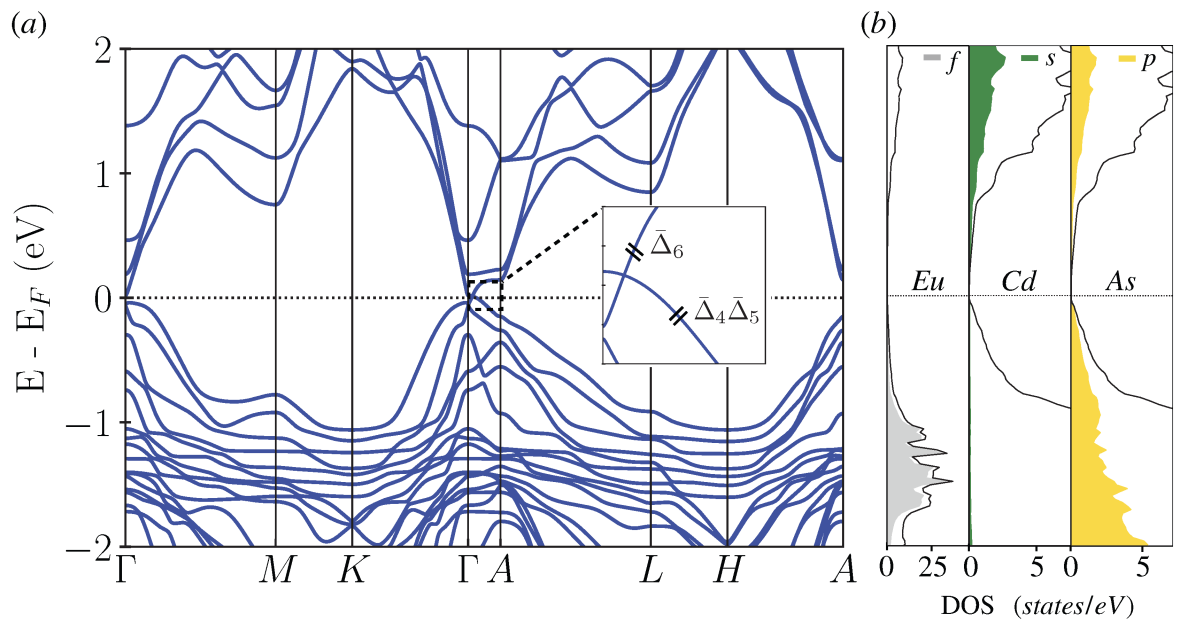 (a)
(b)
E - E_F (eV)
2
1
0
−1
−2
Γ M K Γ A L H A
Δ̄6
Δ̄4Δ̄5
f s p
Eu Cd As
0 25 0 5 0 5
DOS (states/eV)